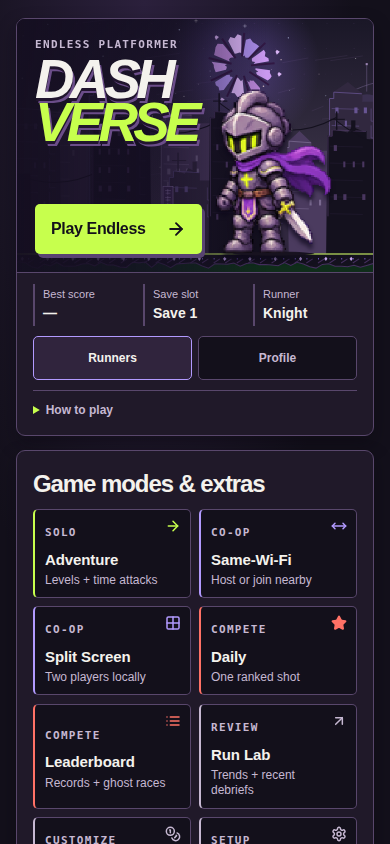 ENDLESS PLATFORMER
DASH
VERSE
Play Endless
Best score
—
Save slot
Save 1
Runner
Knight
Runners
Profile
How to play
Game modes & extras
SOLO
Adventure
Levels + time attacks
CO-OP
Same-Wi-Fi
Host or join nearby
CO-OP
Split Screen
Two players locally
COMPETE
Daily
One ranked shot
COMPETE
Leaderboard
Records + ghost races
REVIEW
Run Lab
Trends + recent
debriefs
CUSTOMIZE
SETUP